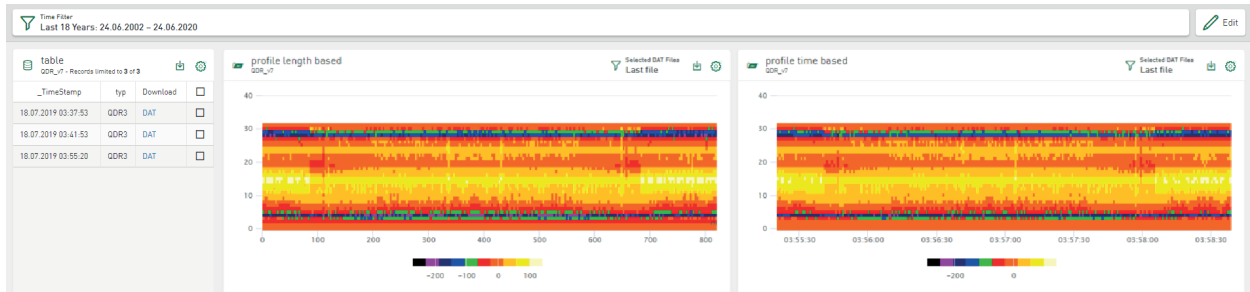 Time Filter
Last 18 Years: 24.06.2002 – 24.06.2020
Edit
table
QDR_v7 - Records limited to 3 of 3
_TimeStamp typ Download
18.07.2019 03:37:53 QDR3 DAT
18.07.2019 03:41:53 QDR3 DAT
18.07.2019 03:55:20 QDR3 DAT
profile length based
QDR_v7
Selected DAT Files
Last file
40
30
20
10
0
0 100 200 300 400 500 600 700 800
-200 -100 0 100
profile time based
QDR_v7
Selected DAT Files
Last file
40
30
20
10
0
03:55:30 03:56:00 03:56:30 03:57:00 03:57:30 03:58:00 03:58:30
-200 0